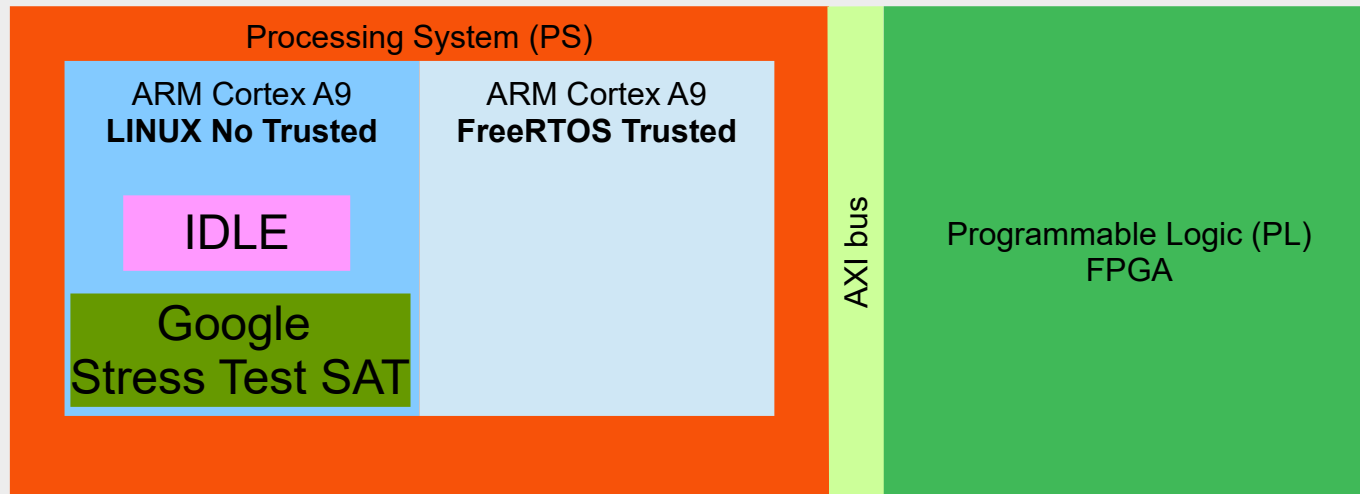 Processing System (PS)
ARM Cortex A9
LINUX No Trusted
IDLE
Google
Stress Test SAT
ARM Cortex A9
FreeRTOS Trusted
AXI bus
Programmable Logic (PL)
FPGA